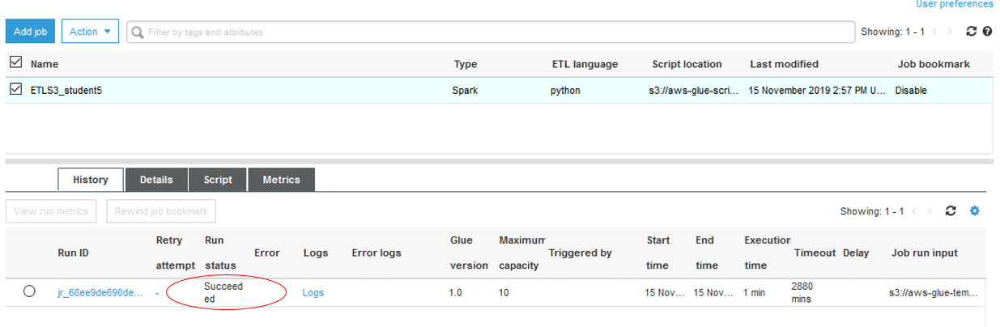 User preferences
Add job Action Filter by tags and attributes Showing: 1 - 1
Name Type ETL language Script location Last modified Job bookmark
ETLS3_student5 Spark python s3://aws-glue-scri... 15 November 2019 2:57 PM U... Disable
History Details Script Metrics
View run metrics Rewind job bookmark Showing: 1 - 1
Run ID Retry attempt Run status Error Logs Error logs Glue version Maximum capacity Triggered by Start time End time Execution time Timeout Delay Job run input
jr_68ee9de690de... - Succeed ed Logs 1.0 10 15 Nov... 15 Nov... 1 min 2880 mins s3://aws-glue-tem...